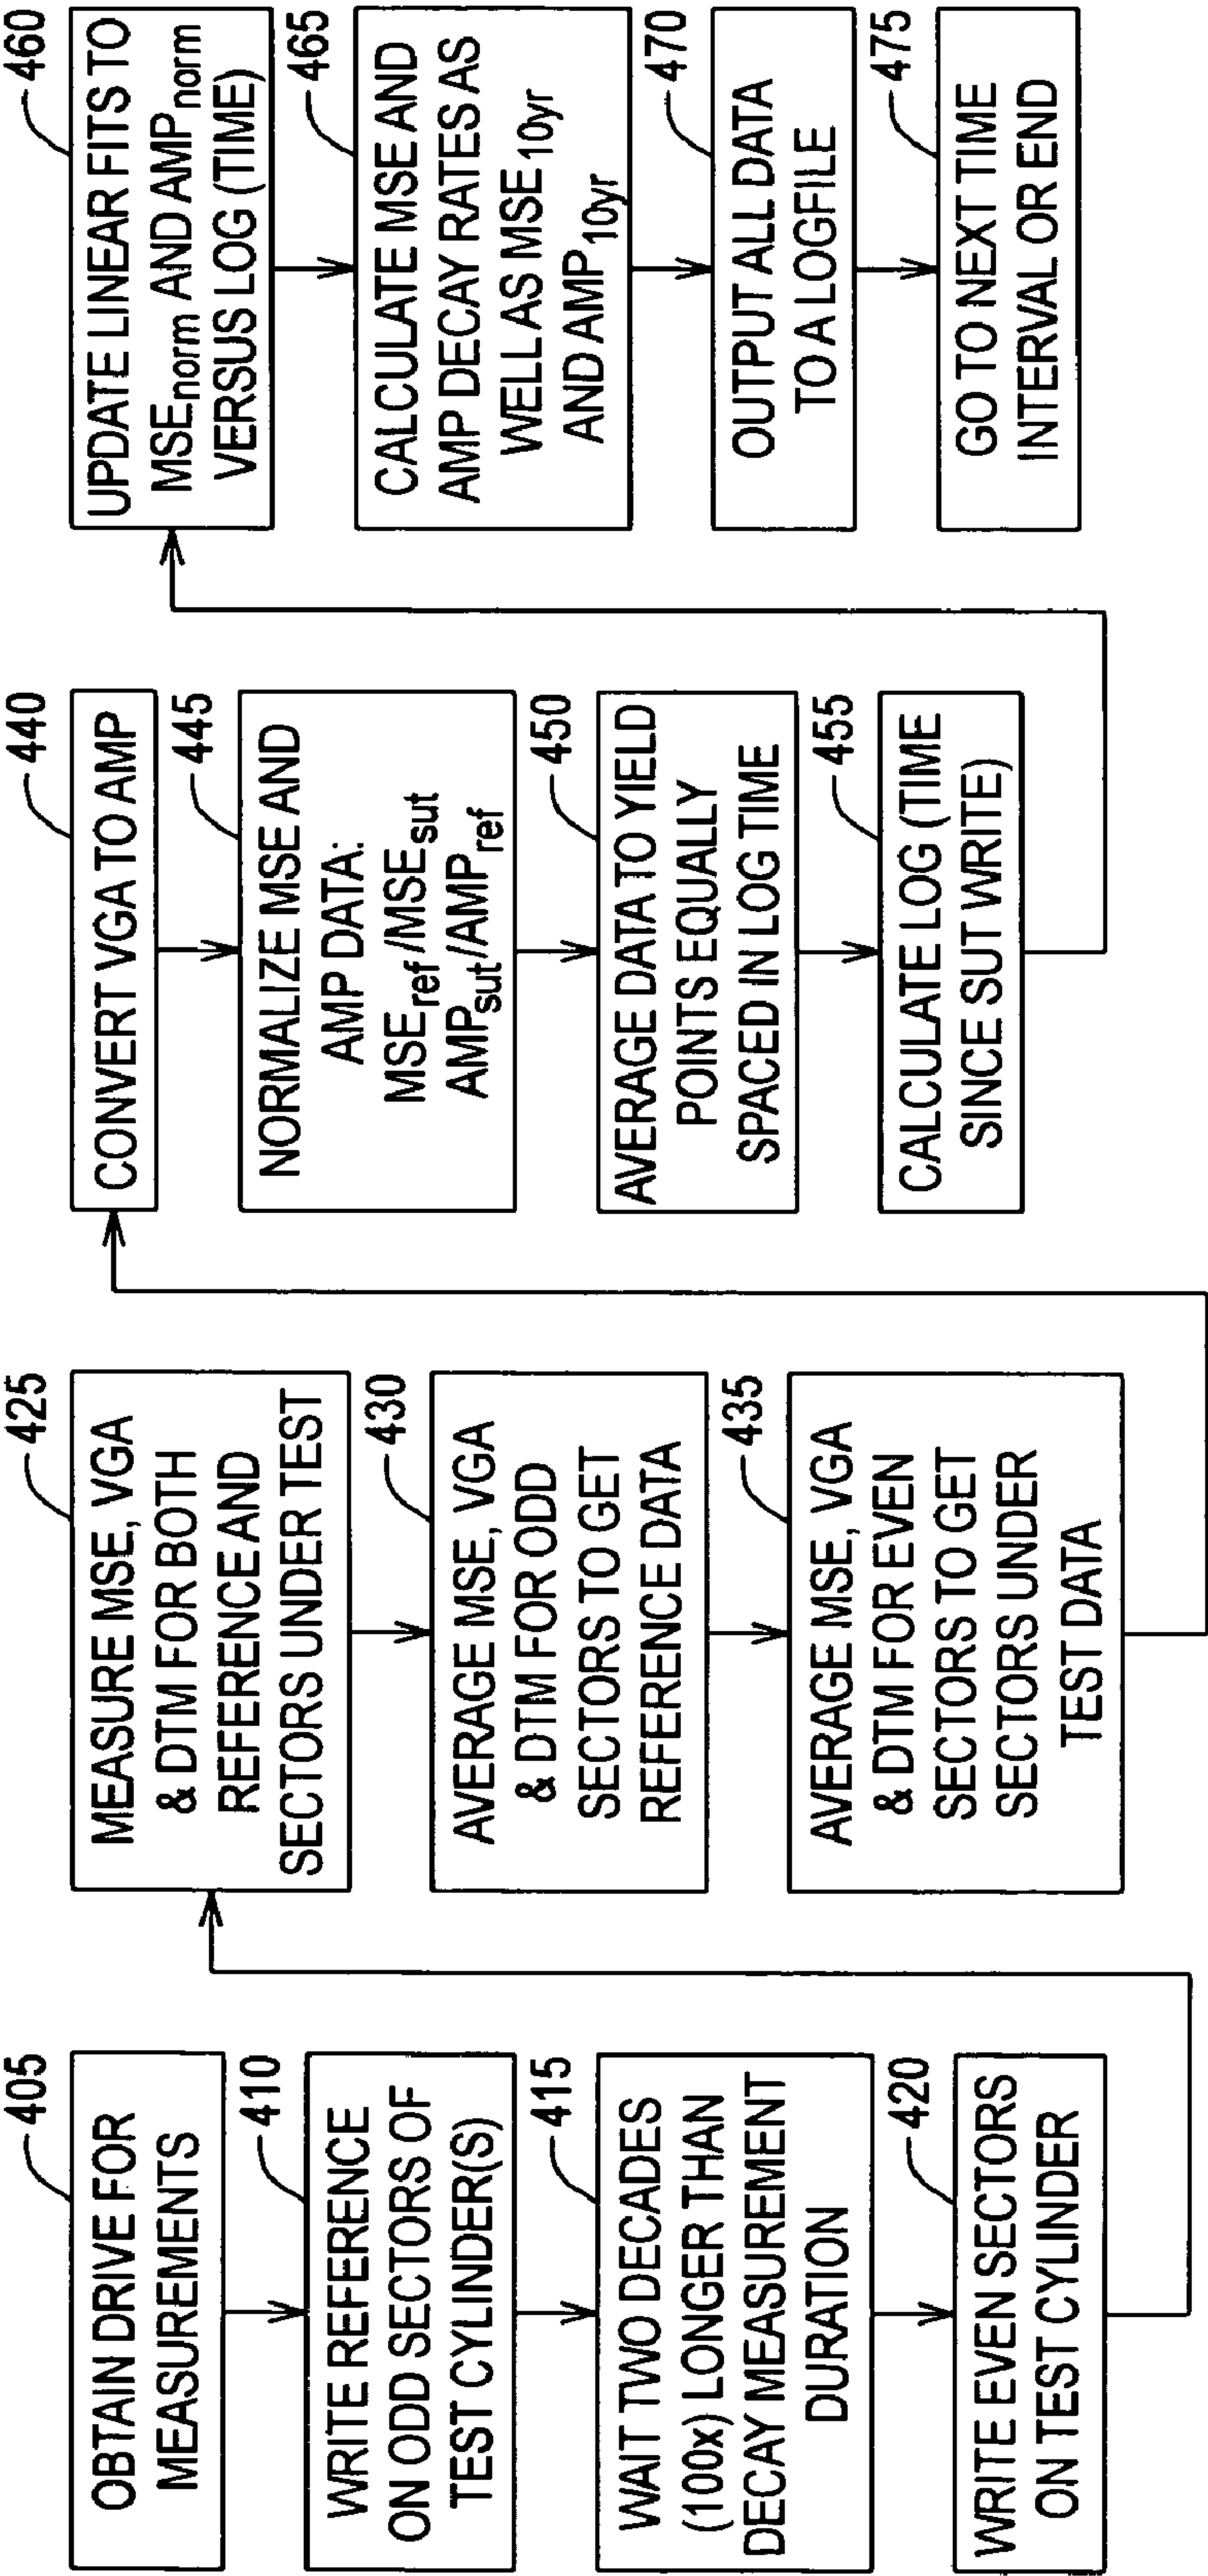 405
OBTAIN DRIVE FOR
MEASUREMENTS
410
WRITE REFERENCE
ON ODD SECTORS OF
TEST CYLINDER(S)
415
WAIT TWO DECADES
(100x) LONGER THAN
DECAY MEASUREMENT
DURATION
420
WRITE EVEN SECTORS
ON TEST CYLINDER
425
MEASURE MSE, VGA
& DTM FOR BOTH
REFERENCE AND
SECTORS UNDER TEST
430
AVERAGE MSE, VGA
& DTM FOR ODD
SECTORS TO GET
REFERENCE DATA
435
AVERAGE MSE, VGA
& DTM FOR EVEN
SECTORS TO GET
SECTORS UNDER
TEST DATA
440
CONVERT VGA TO AMP
445
NORMALIZE MSE AND
AMP DATA:
MSEref/MSEsut
AMPsut/AMPref
450
AVERAGE DATA TO YIELD
POINTS EQUALLY
SPACED IN LOG TIME
455
CALCULATE LOG (TIME
SINCE SUT WRITE)
460
UPDATE LINEAR FITS TO
MSEnorm AND AMPnorm
VERSUS LOG (TIME)
465
CALCULATE MSE AND
AMP DECAY RATES AS
WELL AS MSE10yr
AND AMP10yr
470
OUTPUT ALL DATA
TO A LOGFILE
475
GO TO NEXT TIME
INTERVAL OR END